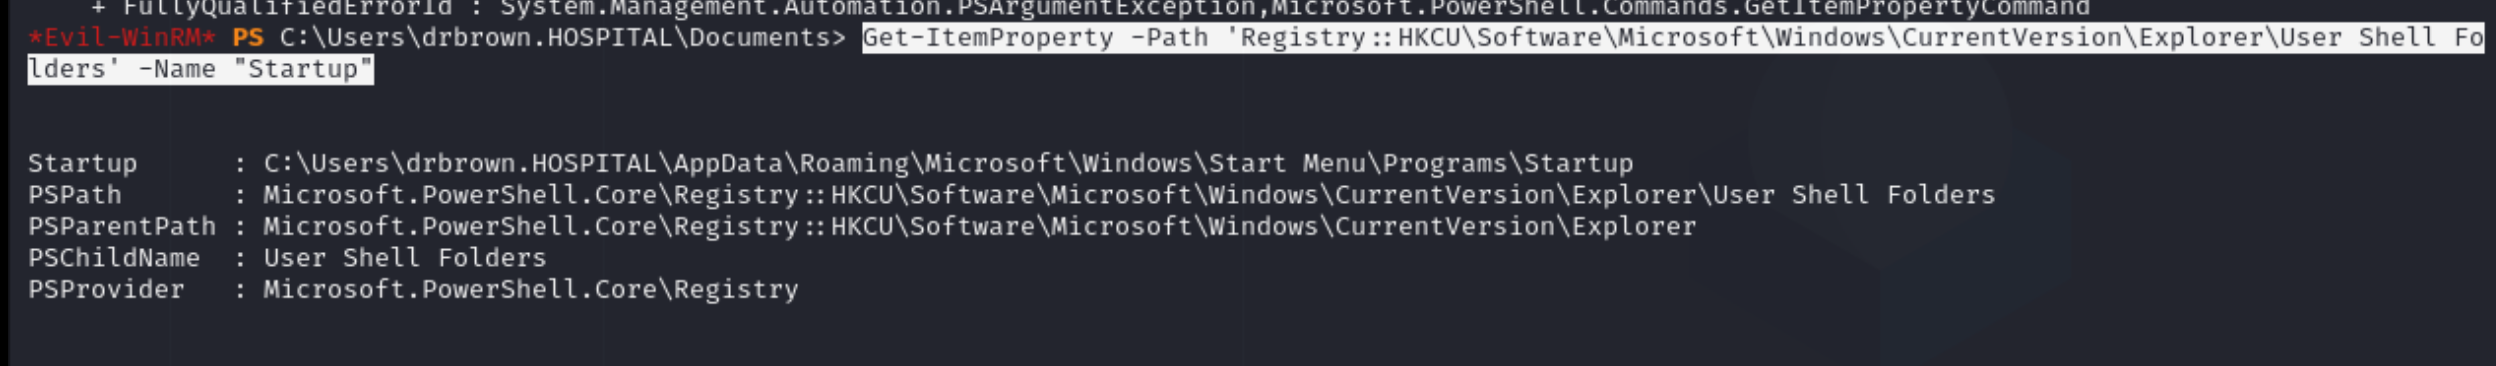 + FullyQualifiedErrorId : System.Management.Automation.PSArgumentException,Microsoft.PowerShell.Commands.GetItemPropertyCommand
*Evil-WinRM* PS C:\Users\drbrown.HOSPITAL\Documents> Get-ItemProperty -Path 'Registry::HKCU\Software\Microsoft\Windows\CurrentVersion\Explorer\User Shell Fo
lders' -Name "Startup"
Startup      : C:\Users\drbrown.HOSPITAL\AppData\Roaming\Microsoft\Windows\Start Menu\Programs\Startup
PSPath       : Microsoft.PowerShell.Core\Registry::HKCU\Software\Microsoft\Windows\CurrentVersion\Explorer\User Shell Folders
PSParentPath : Microsoft.PowerShell.Core\Registry::HKCU\Software\Microsoft\Windows\CurrentVersion\Explorer
PSChildName  : User Shell Folders
PSProvider   : Microsoft.PowerShell.Core\Registry